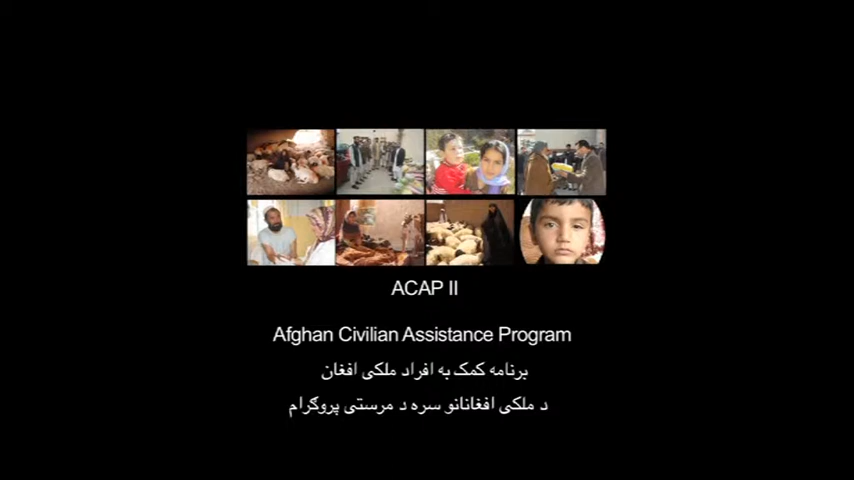 ACAP II
Afghan Civilian Assistance Program
برنامه کمک به افراد ملکی افغان
د ملکی افغانانو سره د مرستی پروگرام